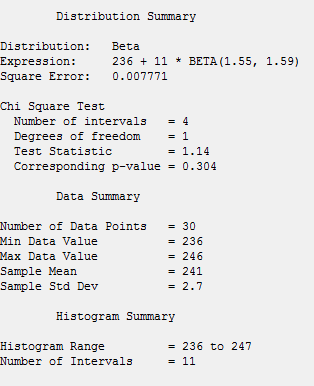 Distribution Summary
Distribution: Beta
Expression: 236 + 11 * BETA(1.55, 1.59)
Square Error: 0.007771
Chi Square Test
Number of intervals = 4
Degrees of freedom = 1
Test Statistic = 1.14
Corresponding p-value = 0.304
Data Summary
Number of Data Points = 30
Min Data Value = 236
Max Data Value = 246
Sample Mean = 241
Sample Std Dev = 2.7
Histogram Summary
Histogram Range = 236 to 247
Number of Intervals = 11